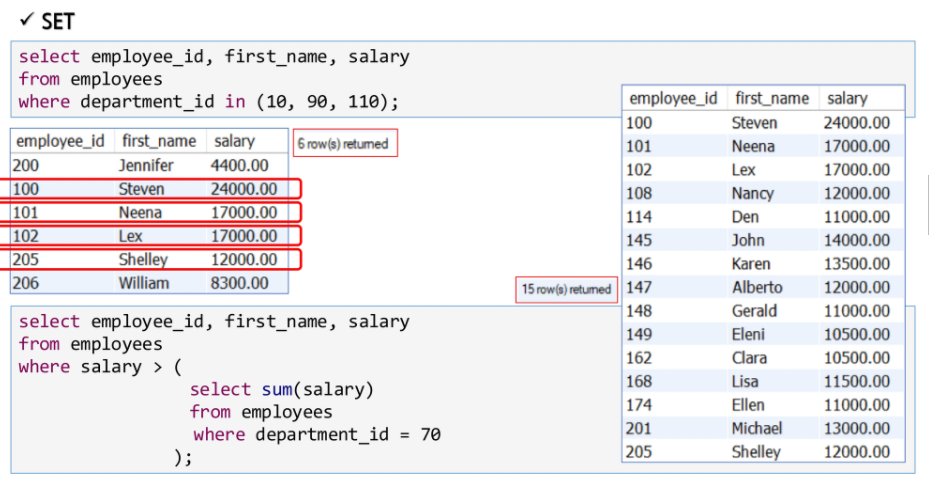 ✓ SET
select employee_id, first_name, salary
from employees
where department_id in (10, 90, 110);
employee_id first_name salary
200 Jennifer 4400.00
100 Steven 24000.00
101 Neena 17000.00
102 Lex 17000.00
205 Shelley 12000.00
206 William 8300.00
6 row(s) returned
employee_id first_name salary
100 Steven 24000.00
101 Neena 17000.00
102 Lex 17000.00
108 Nancy 12000.00
114 Den 11000.00
145 John 14000.00
146 Karen 13500.00
147 Alberto 12000.00
148 Gerald 11000.00
149 Eleni 10500.00
162 Clara 10500.00
168 Lisa 11500.00
174 Ellen 11000.00
201 Michael 13000.00
205 Shelley 12000.00
15 row(s) returned
select employee_id, first_name, salary
from employees
where salary > (
select sum(salary)
from employees
where department_id = 70
);